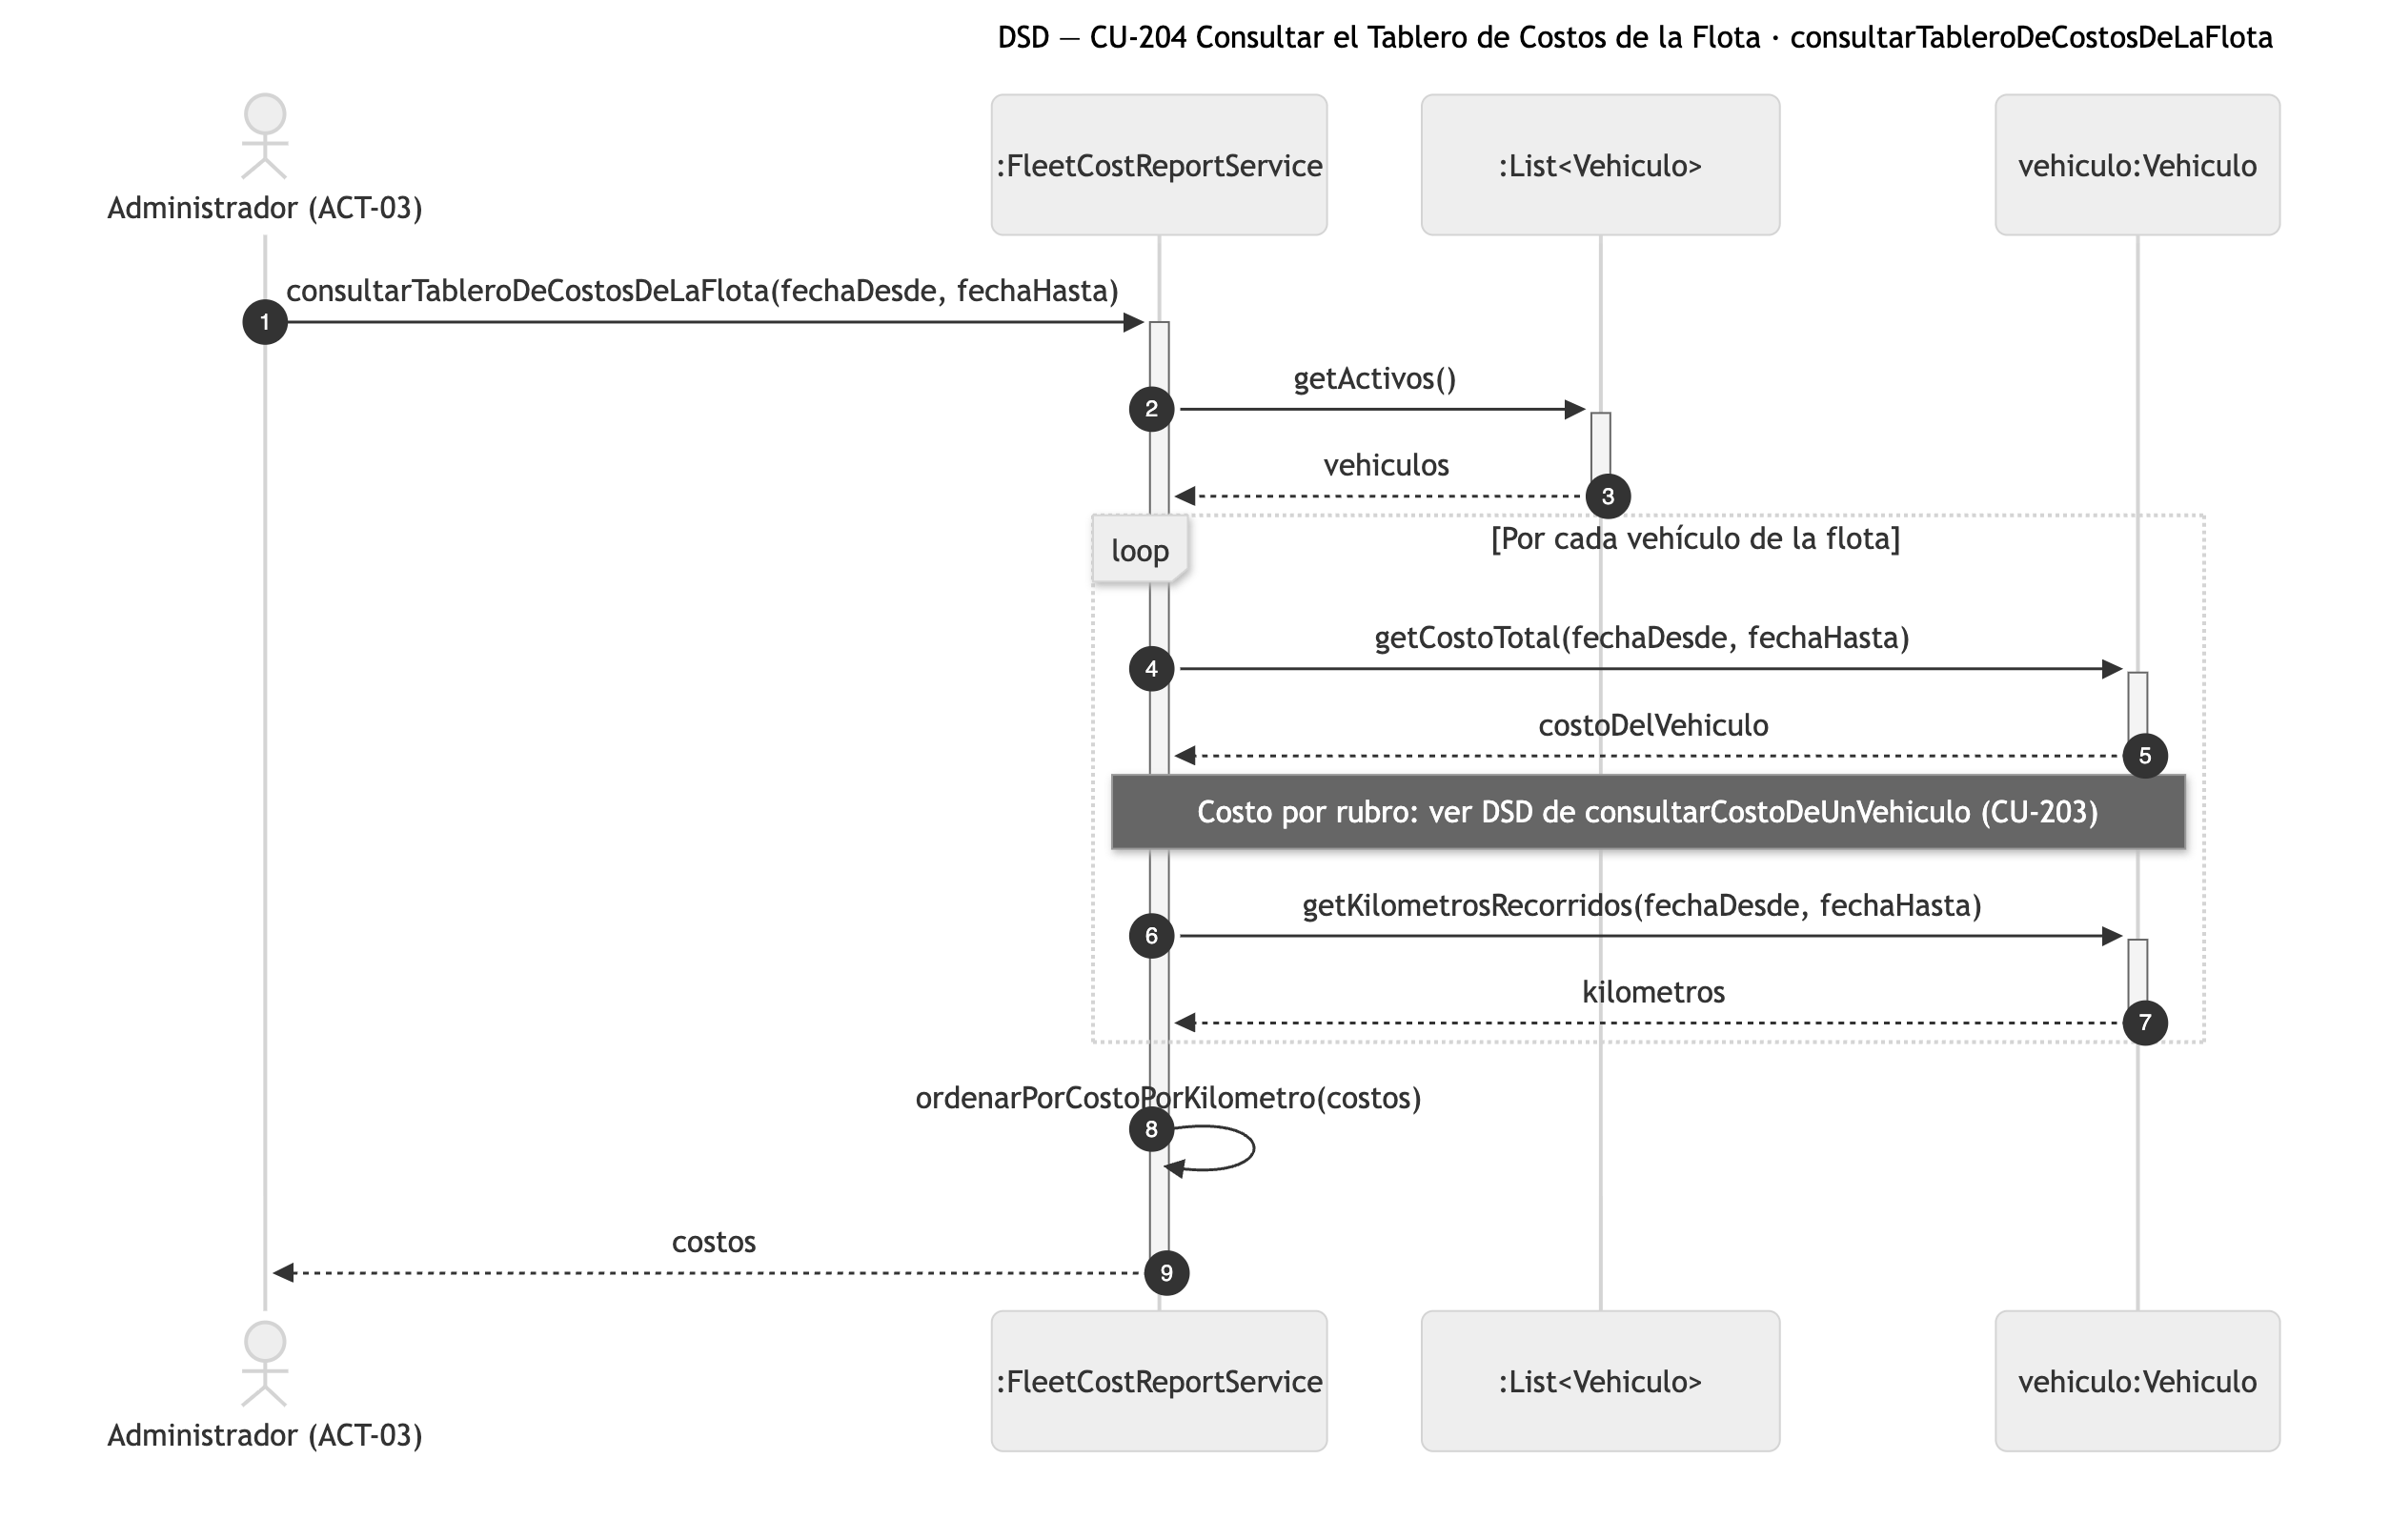 DSD — CU-204 Consultar el Tablero de Costos de la Flota · consultarTableroDeCostosDeLaFlota
Administrador (ACT-03)
:FleetCostReportService
:List<Vehiculo>
vehiculo:Vehiculo
consultarTableroDeCostosDeLaFlota(fechaDesde, fechaHasta)
1
getActivos()
2
vehiculos
3
loop
[Por cada vehículo de la flota]
getCostoTotal(fechaDesde, fechaHasta)
4
costoDelVehiculo
5
Costo por rubro: ver DSD de consultarCostoDeUnVehiculo (CU-203)
getKilometrosRecorridos(fechaDesde, fechaHasta)
6
kilometros
7
ordenarPorCostoPorKilometro(costos)
8
costos
9
Administrador (ACT-03)
:FleetCostReportService
:List<Vehiculo>
vehiculo:Vehiculo